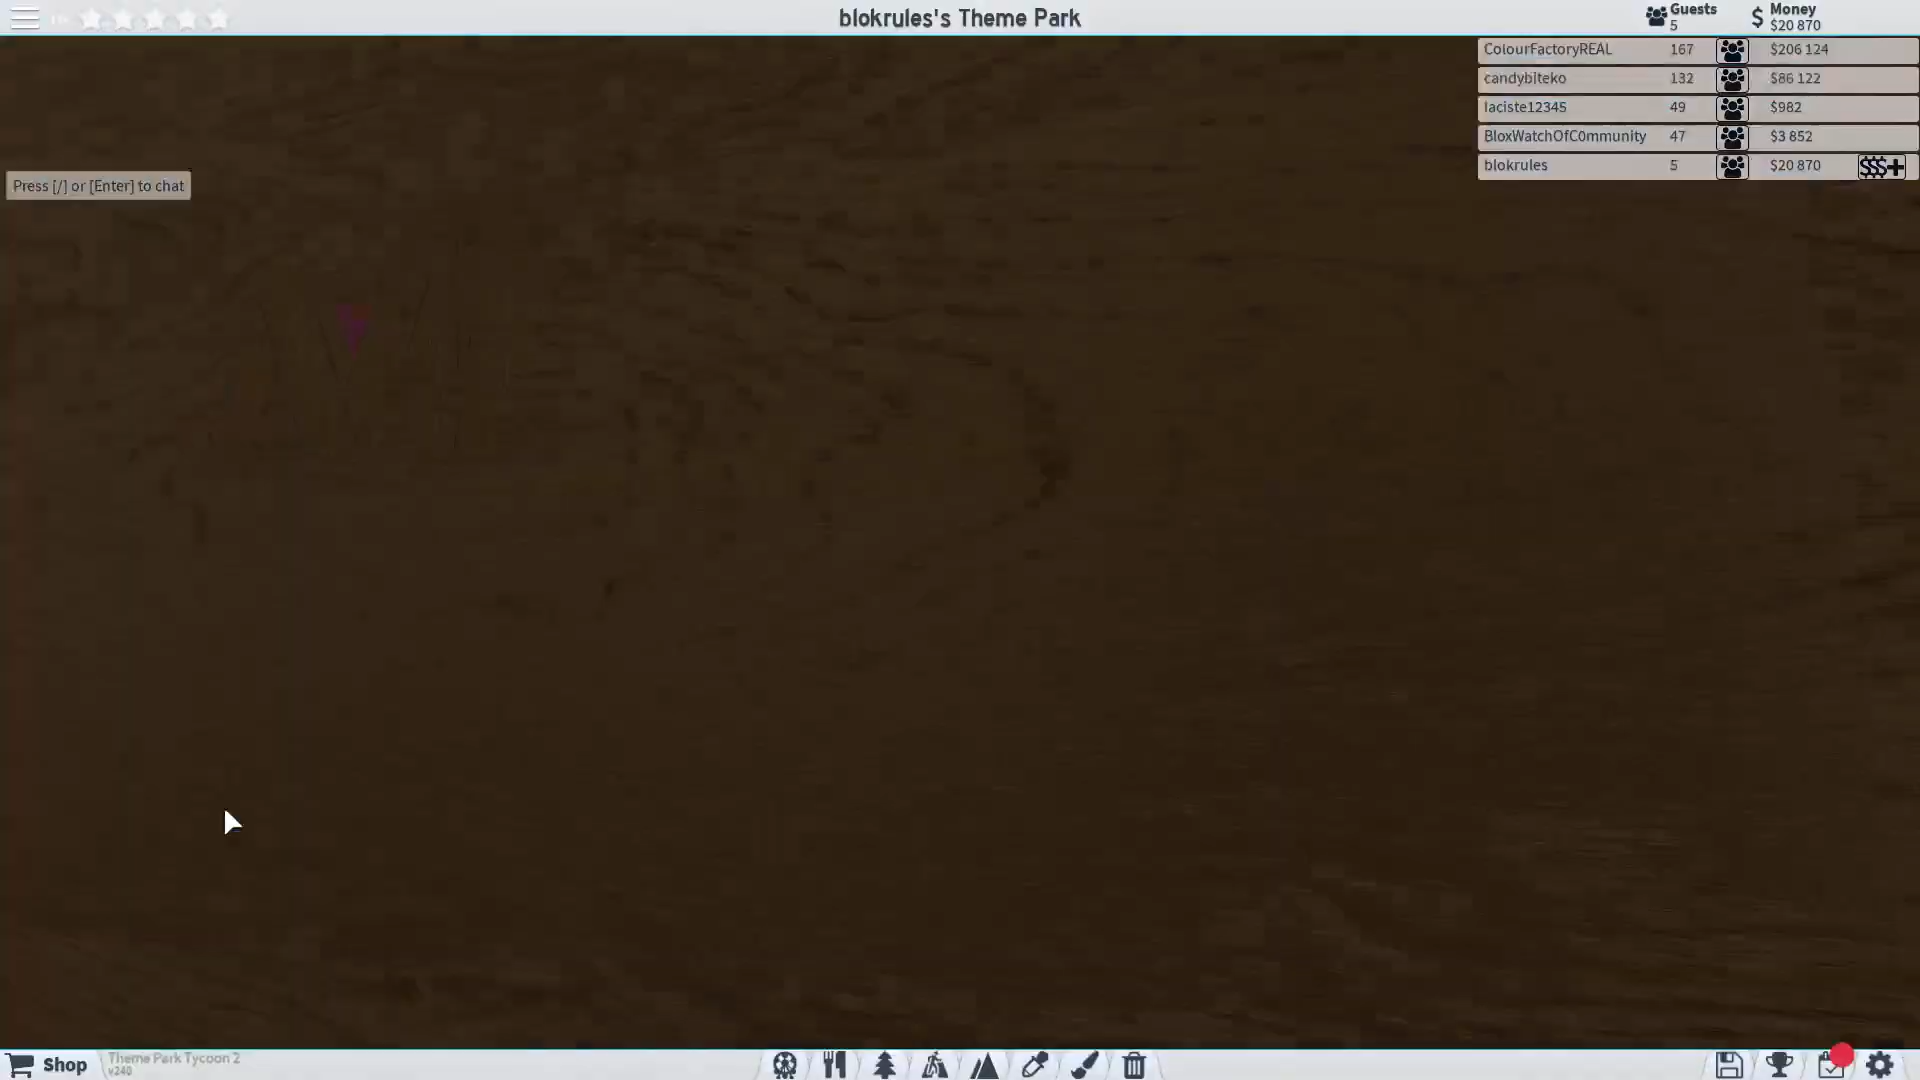 blokrules's Theme Park
Guests
5
Money
$20 870
ColourFactoryREAL 167 $206 124
candybiteko 132 $86 122
laciste12345 49 $982
BloxWatchOfC0mmunity 47 $3 852
blokrules 5 $20 870 $$$+
Press [/] or [Enter] to chat
Shop
Theme Park Tycoon 2
v240